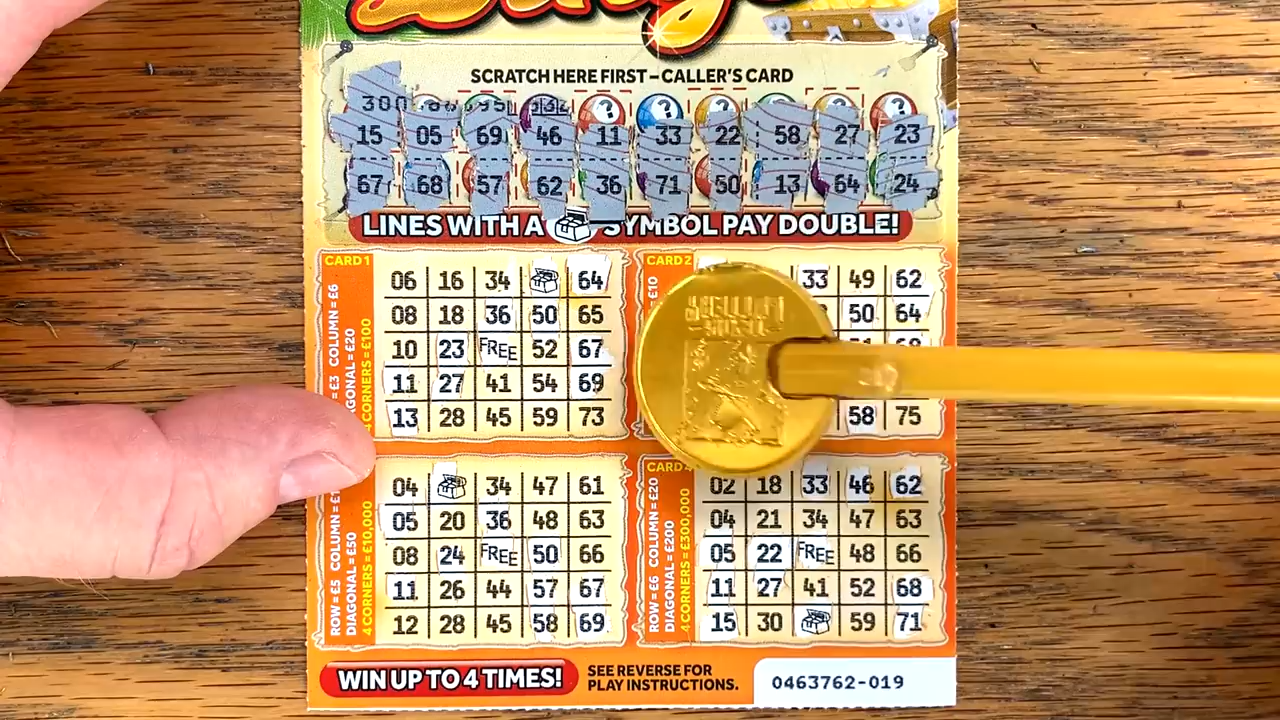 SCRATCH HERE FIRST – CALLER'S CARD
15 05 69 46 11 33 22 58 27 23
67 68 57 62 36 71 50 13 64 24
LINES WITH A SYMBOL PAY DOUBLE!
CARD 1
= £3 COLUMN = £6
DIAGONAL = £20
4 CORNERS = £100
06 16 34 64
08 18 36 50 65
10 23 FREE 52 67
11 27 41 54 69
13 28 45 59 73
CARD 2
£10
33 49 62
50 64
58 75
04 34 47 61
05 20 36 48 63
08 24 FREE 50 66
11 26 44 57 67
12 28 45 58 69
ROW = £5 COLUMN =
DIAGONAL = £50
4 CORNERS = £10,000
CARD 4
ROW = £6 COLUMN = £20
DIAGONAL = £200
4 CORNERS = £300,000
02 18 33 46 62
04 21 34 47 63
05 22 FREE 48 66
11 27 41 52 68
15 30 59 71
WIN UP TO 4 TIMES!
SEE REVERSE FOR
PLAY INSTRUCTIONS.
0463762-019